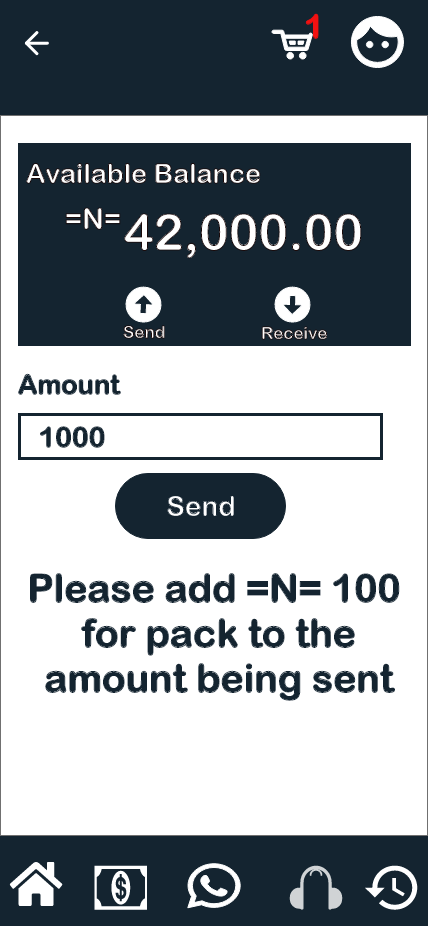 1
Available Balance
=N=42,000.00
Send
Receive
Amount
1000
Send
Please add =N= 100
for pack to the
amount being sent